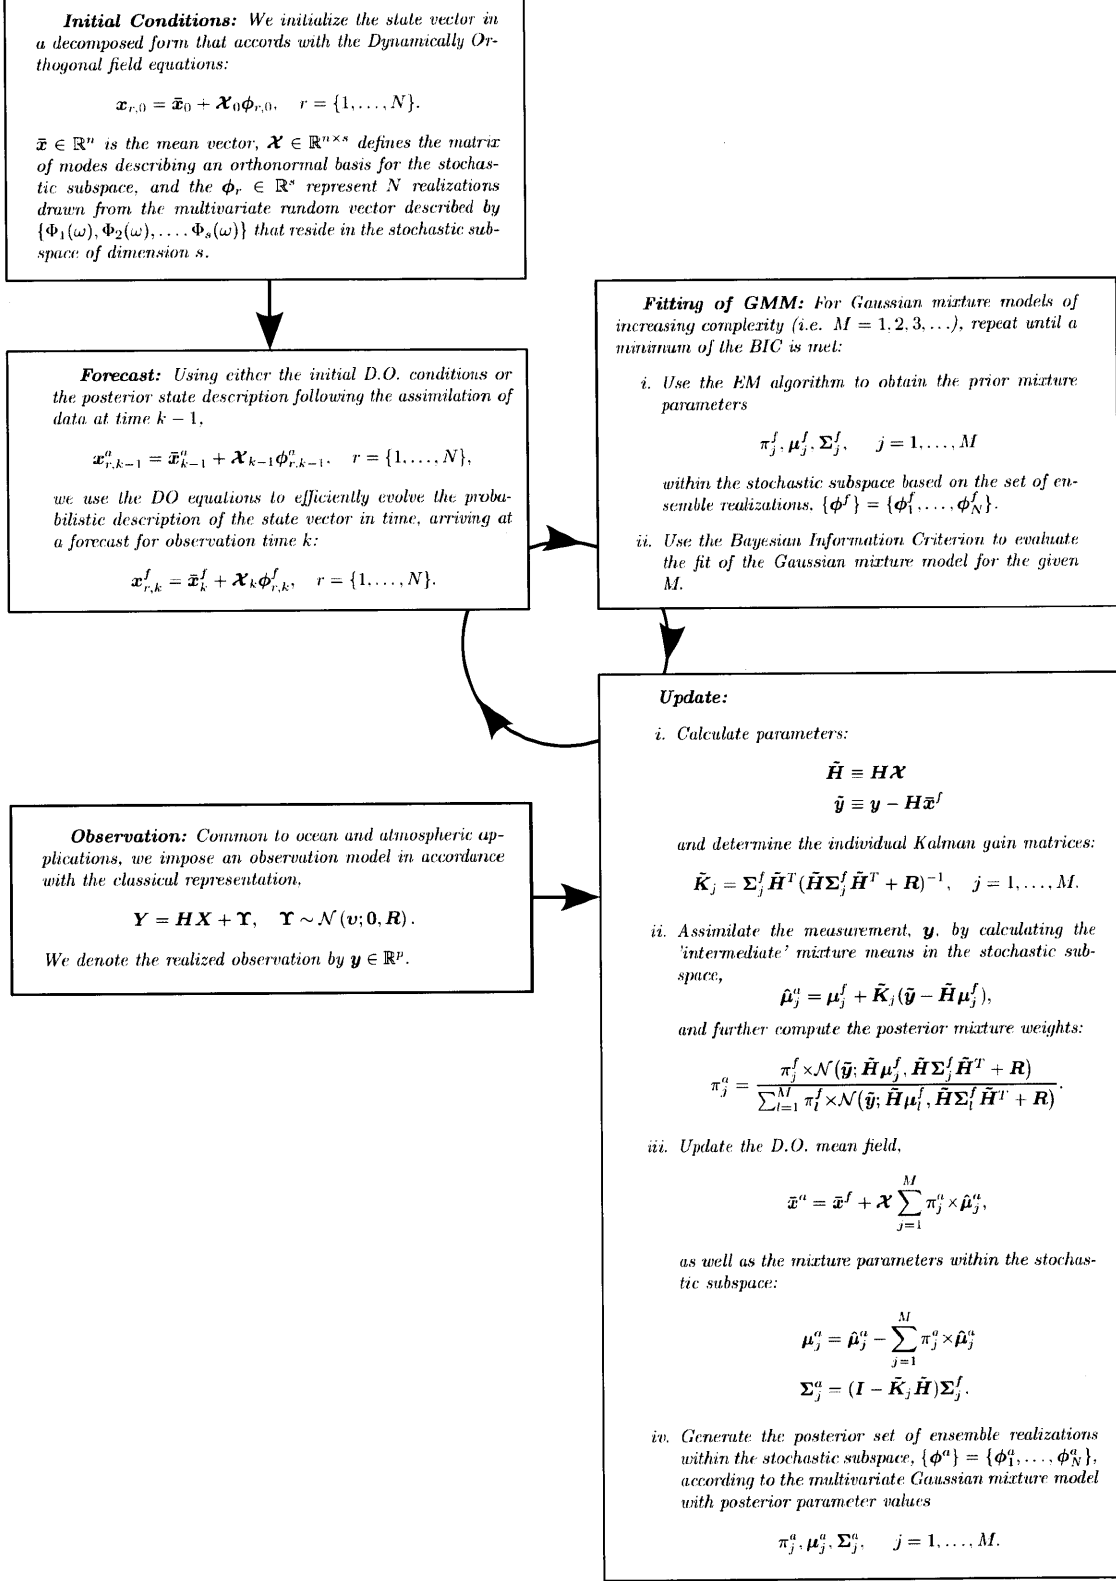 Initial Conditions: We initialize the state vector in
a decomposed form that accords with the Dynamically Or-
thogonal field equations:
x_{r,0} = x̄_0 + 𝓧_0 ϕ_{r,0}, r = {1, . . . , N}.
x̄ ∈ ℝ^n is the mean vector, 𝓧 ∈ ℝ^{n×s} defines the matrix
of modes describing an orthonormal basis for the stochas-
tic subspace, and the ϕ_r ∈ ℝ^s represent N realizations
drawn from the multivariate random vector described by
{Φ_1(ω), Φ_2(ω), . . . . Φ_s(ω)} that reside in the stochastic sub-
space of dimension s.
Forecast: Using either the initial D.O. conditions or
the posterior state description following the assimilation of
data at time k − 1,
x^a_{r,k−1} = x̄^a_{k−1} + 𝓧_{k−1} ϕ^a_{r,k−1}. r = {1, . . . , N},
we use the DO equations to efficiently evolve the proba-
bilistic description of the state vector in time, arriving at
a forecast for observation time k:
x^f_{r,k} = x̄^f_k + 𝓧_k ϕ^f_{r,k}, r = {1, . . . , N}.
Fitting of GMM: For Gaussian mixture models of
increasing complexity (i.e. M = 1, 2, 3, . . .), repeat until a
minimum of the BIC is met:
i. Use the EM algorithm to obtain the prior mixture
parameters
π^f_j, μ^f_j, Σ^f_j, j = 1, . . . , M
within the stochastic subspace based on the set of en-
semble realizations. {ϕ^f} = {ϕ^f_1, . . . , ϕ^f_N}.
ii. Use the Bayesian Information Criterion to evaluate
the fit of the Gaussian mixture model for the given
M.
Observation: Common to ocean and atmospheric ap-
plications, we impose an observation model in accordance
with the classical representation,
Y = HX + Υ, Υ ∼ 𝒩(υ; 0, R).
We denote the realized observation by y ∈ ℝ^p.
Update:
i. Calculate parameters:
H̃ ≡ H𝓧
ỹ ≡ y − Hx̄^f
and determine the individual Kalman gain matrices:
K̃_j = Σ^f_j H̃^T (H̃Σ^f_j H̃^T + R)^{−1}, j = 1, . . . , M.
ii. Assimilate the measurement, y, by calculating the
'intermediate' mixture means in the stochastic sub-
space,
μ̂^a_j = μ^f_j + K̃_j(ỹ − H̃μ^f_j),
and further compute the posterior mixture weights:
π^a_j = π^f_j × 𝒩(ỹ; H̃μ^f_j, H̃Σ^f_j H̃^T + R) / ∑^M_{l=1} π^f_l × 𝒩(ỹ; H̃μ^f_l, H̃Σ^f_l H̃^T + R).
iii. Update the D.O. mean field,
x̄^a = x̄^f + 𝓧 ∑^M_{j=1} π^a_j × μ̂^a_j,
as well as the mixture parameters within the stochas-
tic subspace:
μ^a_j = μ̂^a_j − ∑^M_{j=1} π^a_j × μ̂^a_j
Σ^a_j = (I − K̃_j H̃)Σ^f_j.
iv. Generate the posterior set of ensemble realizations
within the stochastic subspace, {ϕ^a} = {ϕ^a_1, . . . , ϕ^a_N},
according to the multivariate Gaussian mixture model
with posterior parameter values
π^a_j, μ^a_j, Σ^a_j, j = 1, . . . , M.